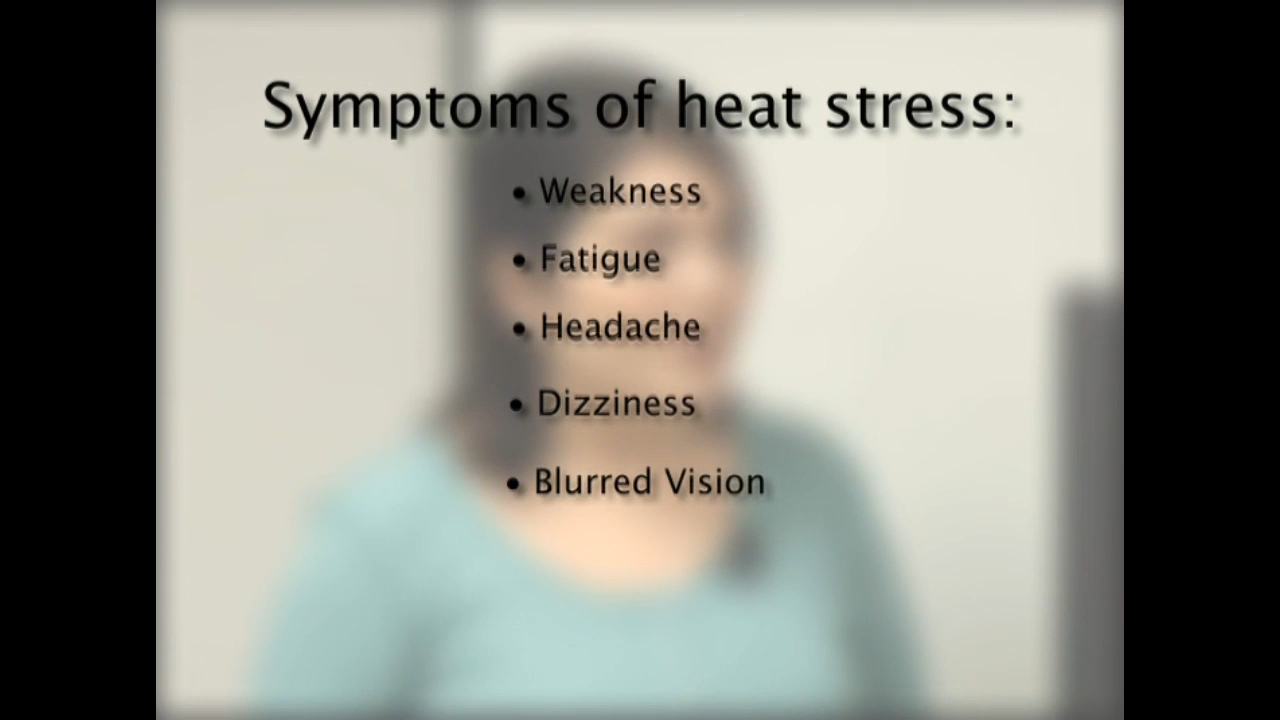 Symptoms of heat stress:
• Weakness
• Fatigue
• Headache
• Dizziness
• Blurred Vision